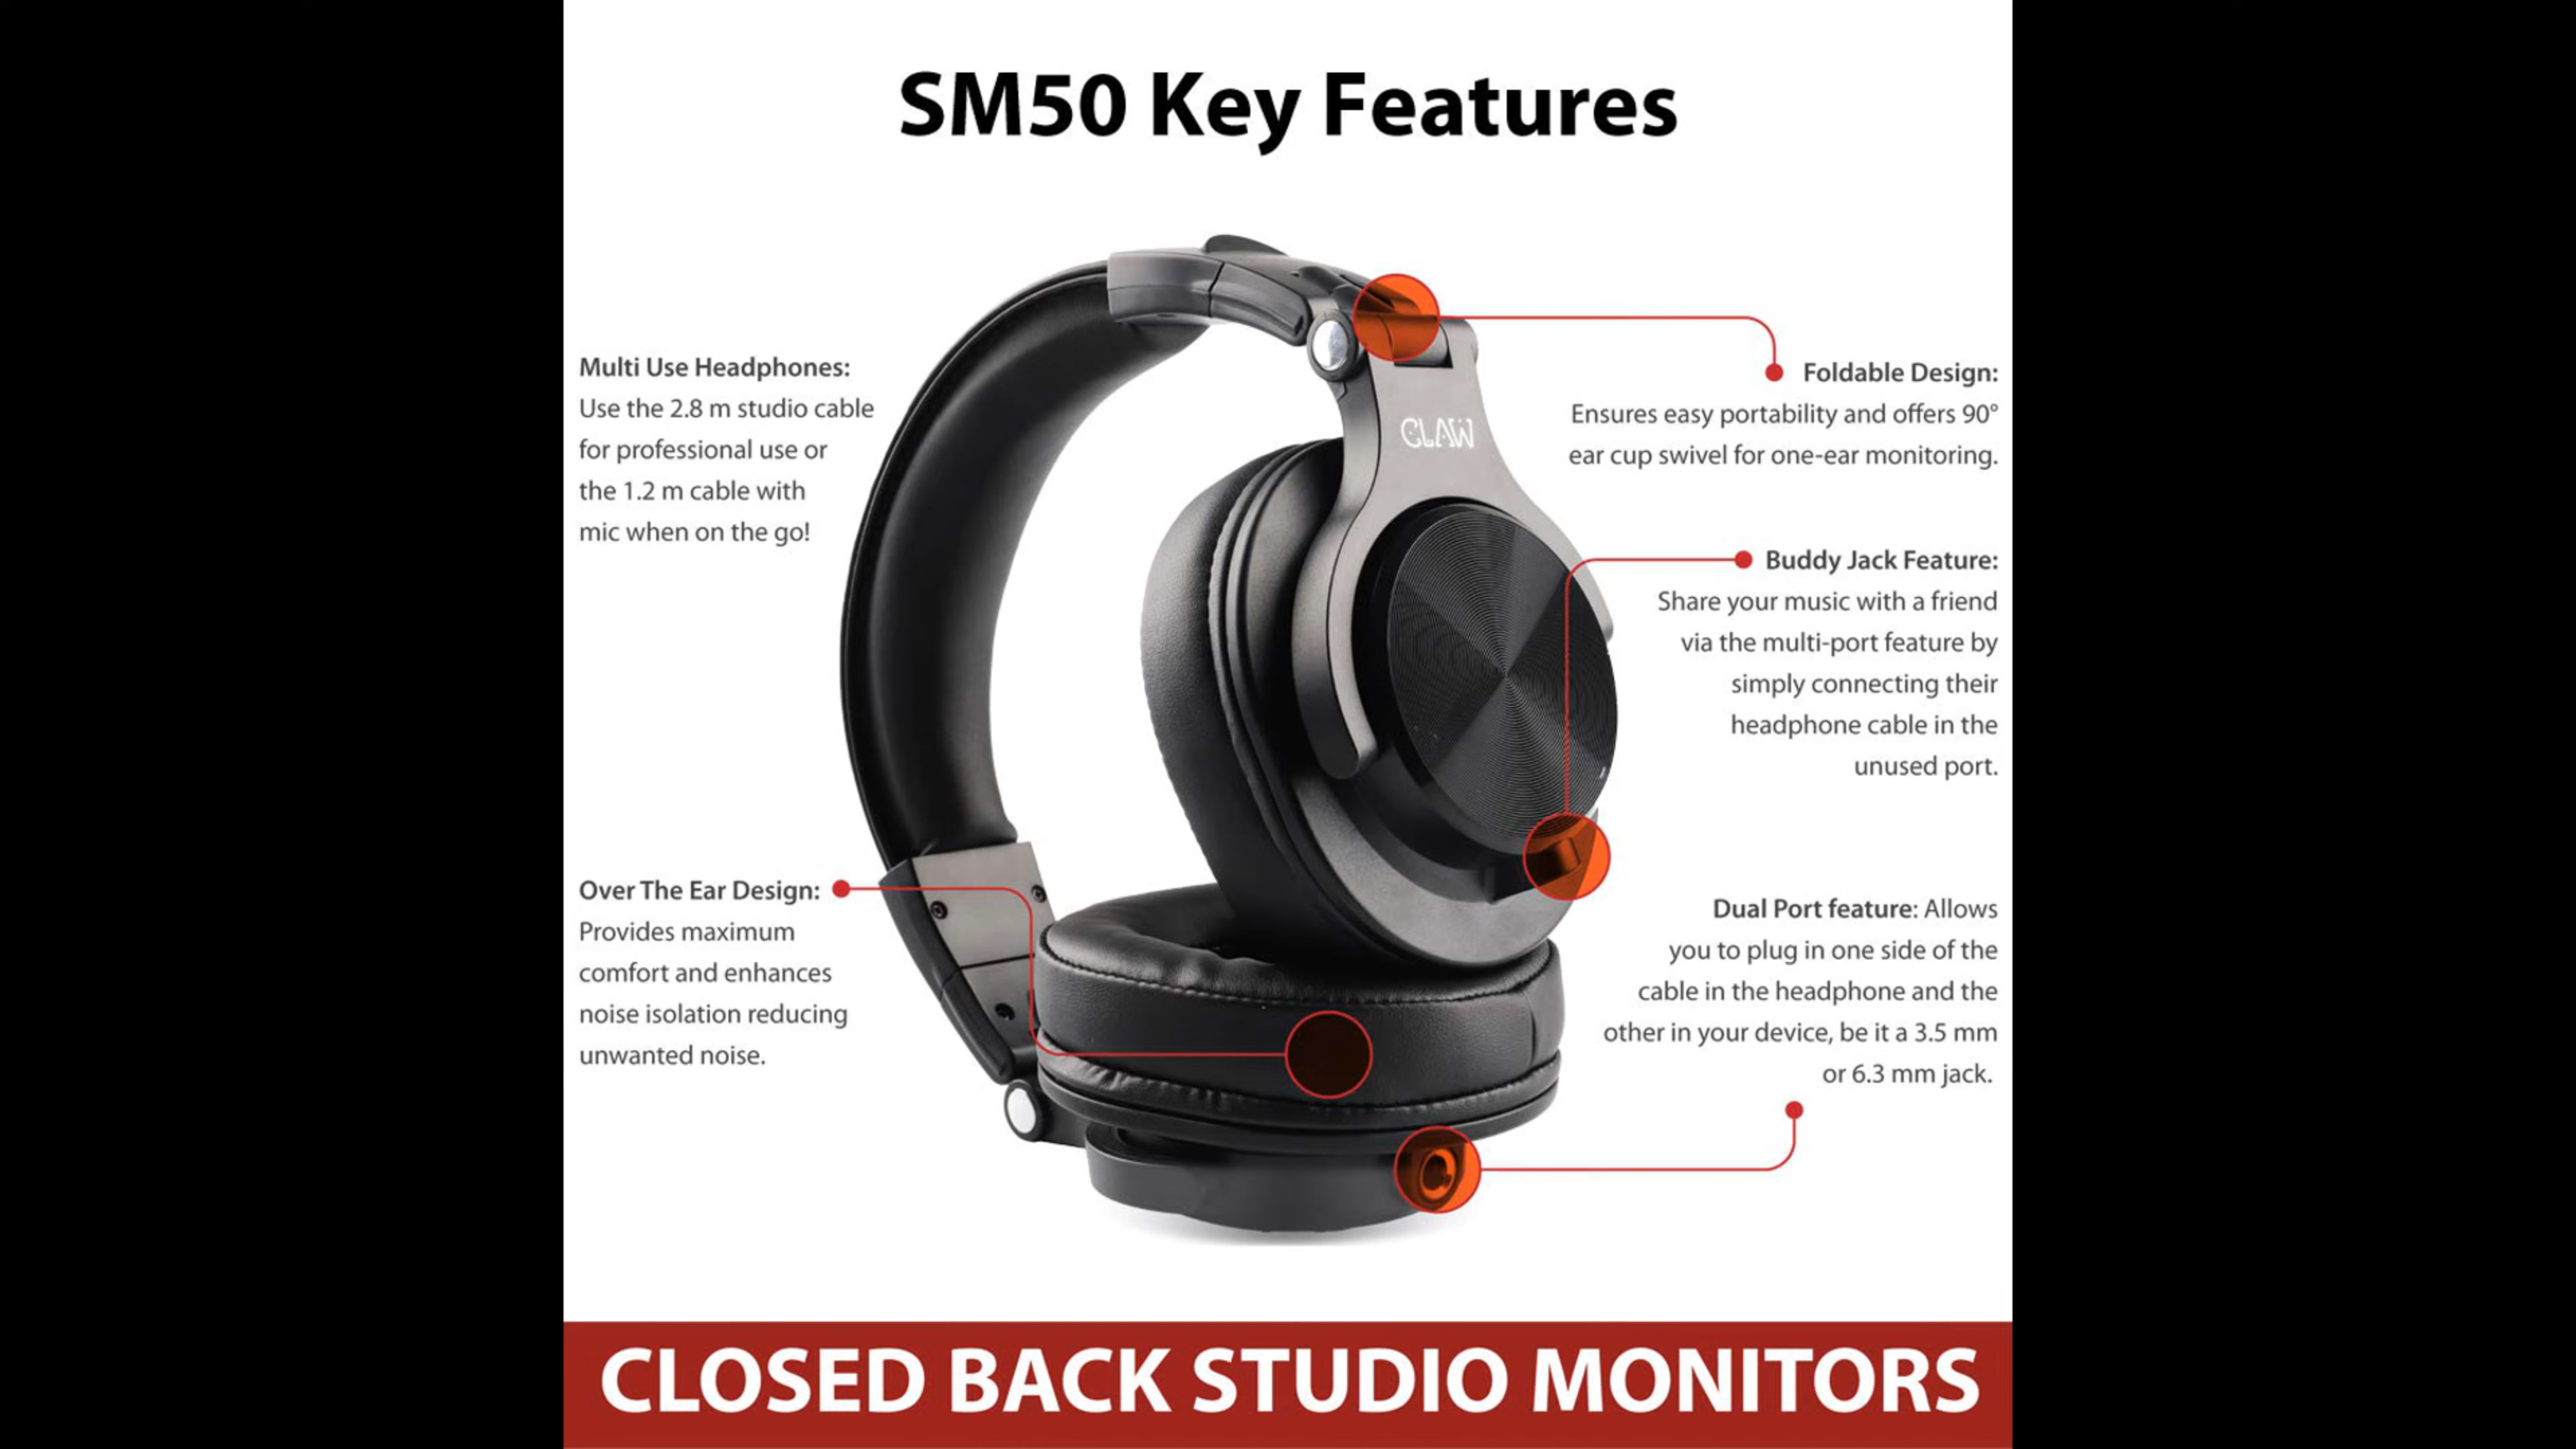 SM50 Key Features
Multi Use Headphones:
Use the 2.8 m studio cable
for professional use or
the 1.2 m cable with
mic when on the go!
Over The Ear Design:
Provides maximum
comfort and enhances
noise isolation reducing
unwanted noise.
CLAW
Foldable Design:
Ensures easy portability and offers 90°
ear cup swivel for one-ear monitoring.
Buddy Jack Feature:
Share your music with a friend
via the multi-port feature by
simply connecting their
headphone cable in the
unused port.
Dual Port feature: Allows
you to plug in one side of the
cable in the headphone and the
other in your device, be it a 3.5 mm
or 6.3 mm jack.
CLOSED BACK STUDIO MONITORS